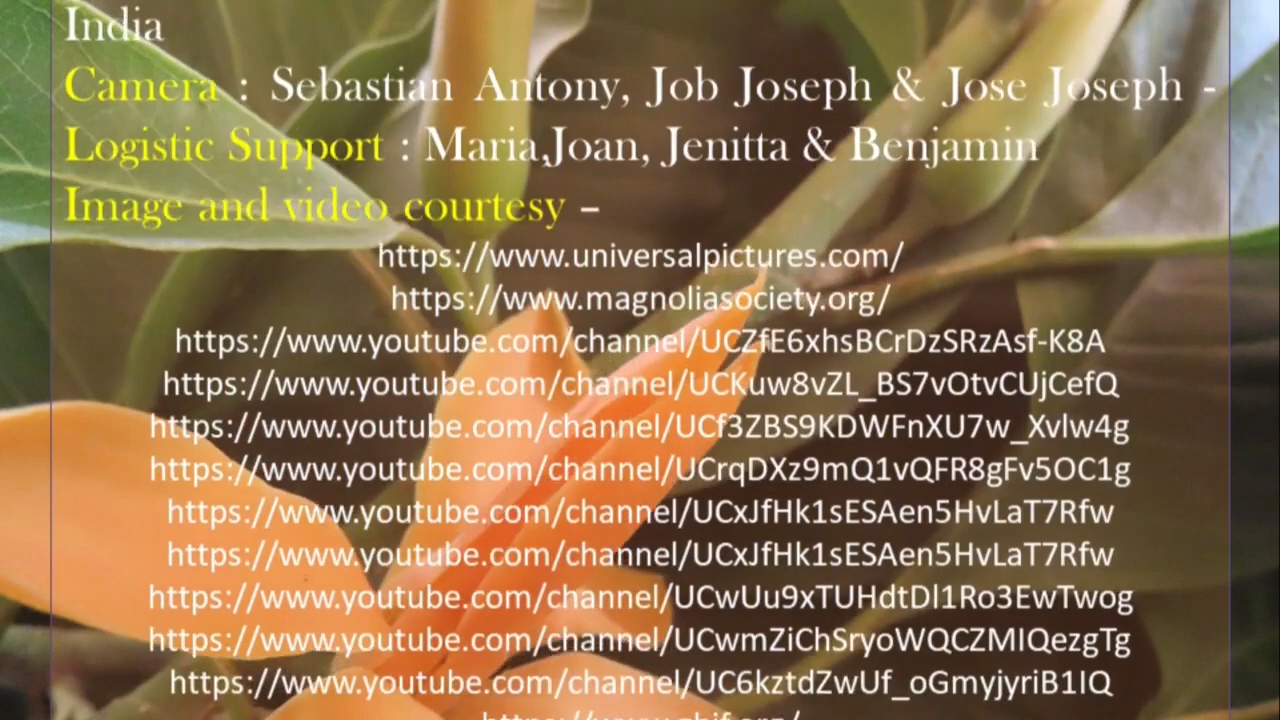 India
Camera : Sebastian Antony, Job Joseph & Jose Joseph -
Logistic Support : Maria,Joan, Jenitta & Benjamin
Image and video courtesy –
https://www.universalpictures.com/
https://www.magnoliasociety.org/
https://www.youtube.com/channel/UCZfE6xhsBCrDzSRzAsf-K8A
https://www.youtube.com/channel/UCKuw8vZL_BS7vOtvCUjCefQ
https://www.youtube.com/channel/UCf3ZBS9KDWFnXU7w_Xvlw4g
https://www.youtube.com/channel/UCrqDXz9mQ1vQFR8gFv5OC1g
https://www.youtube.com/channel/UCxJfHk1sESAen5HvLaT7Rfw
https://www.youtube.com/channel/UCxJfHk1sESAen5HvLaT7Rfw
https://www.youtube.com/channel/UCwUu9xTUHdtDl1Ro3EwTwog
https://www.youtube.com/channel/UCwmZiChSryoWQCZMIQezgTg
https://www.youtube.com/channel/UC6kztdZwUf_oGmyjyriB1IQ
https://www.gbif.org/